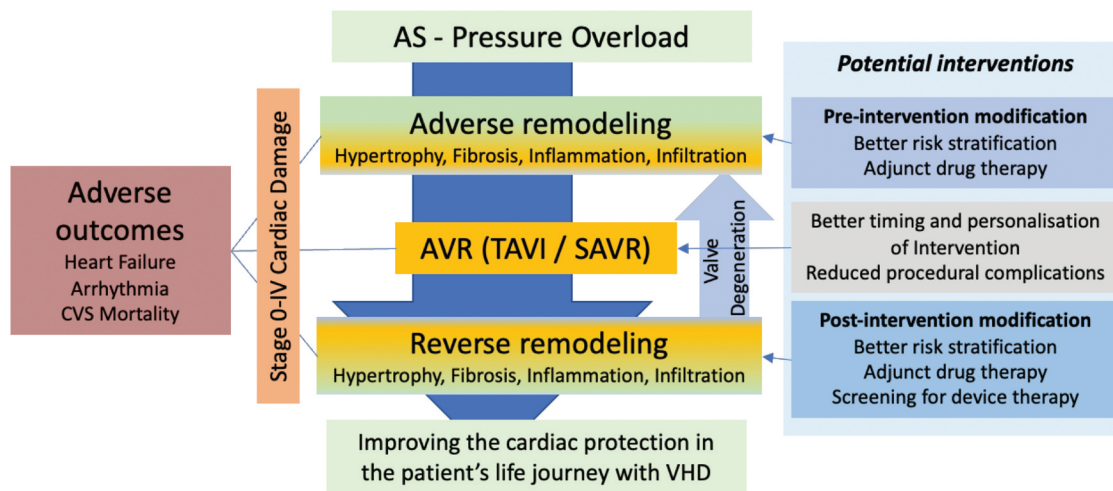 AS - Pressure Overload
Adverse remodeling
Hypertrophy, Fibrosis, Inflammation, Infiltration
AVR (TAVI / SAVR)
Valve
Degeneration
Reverse remodeling
Hypertrophy, Fibrosis, Inflammation, Infiltration
Improving the cardiac protection in
the patient's life journey with VHD
Stage 0-IV Cardiac Damage
Adverse
outcomes
Heart Failure
Arrhythmia
CVS Mortality
Potential interventions
Pre-intervention modification
Better risk stratification
Adjunct drug therapy
Better timing and personalisation
of Intervention
Reduced procedural complications
Post-intervention modification
Better risk stratification
Adjunct drug therapy
Screening for device therapy